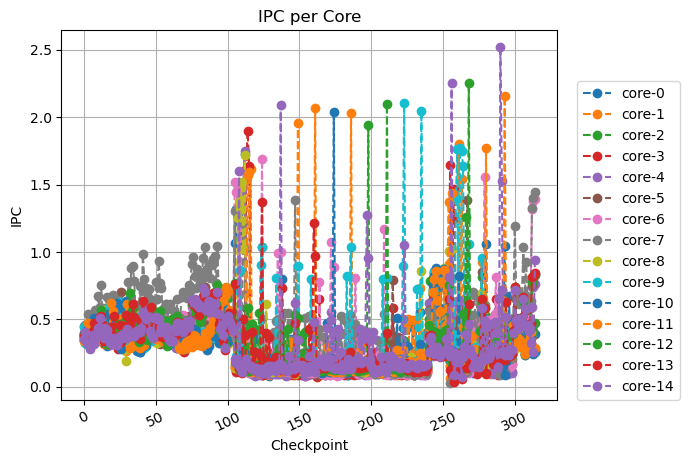 IPC per Core
IPC
2.5
2.0
1.5
1.0
0.5
0.0
0
50
100
150
200
250
300
Checkpoint
core-0
core-1
core-2
core-3
core-4
core-5
core-6
core-7
core-8
core-9
core-10
core-11
core-12
core-13
core-14